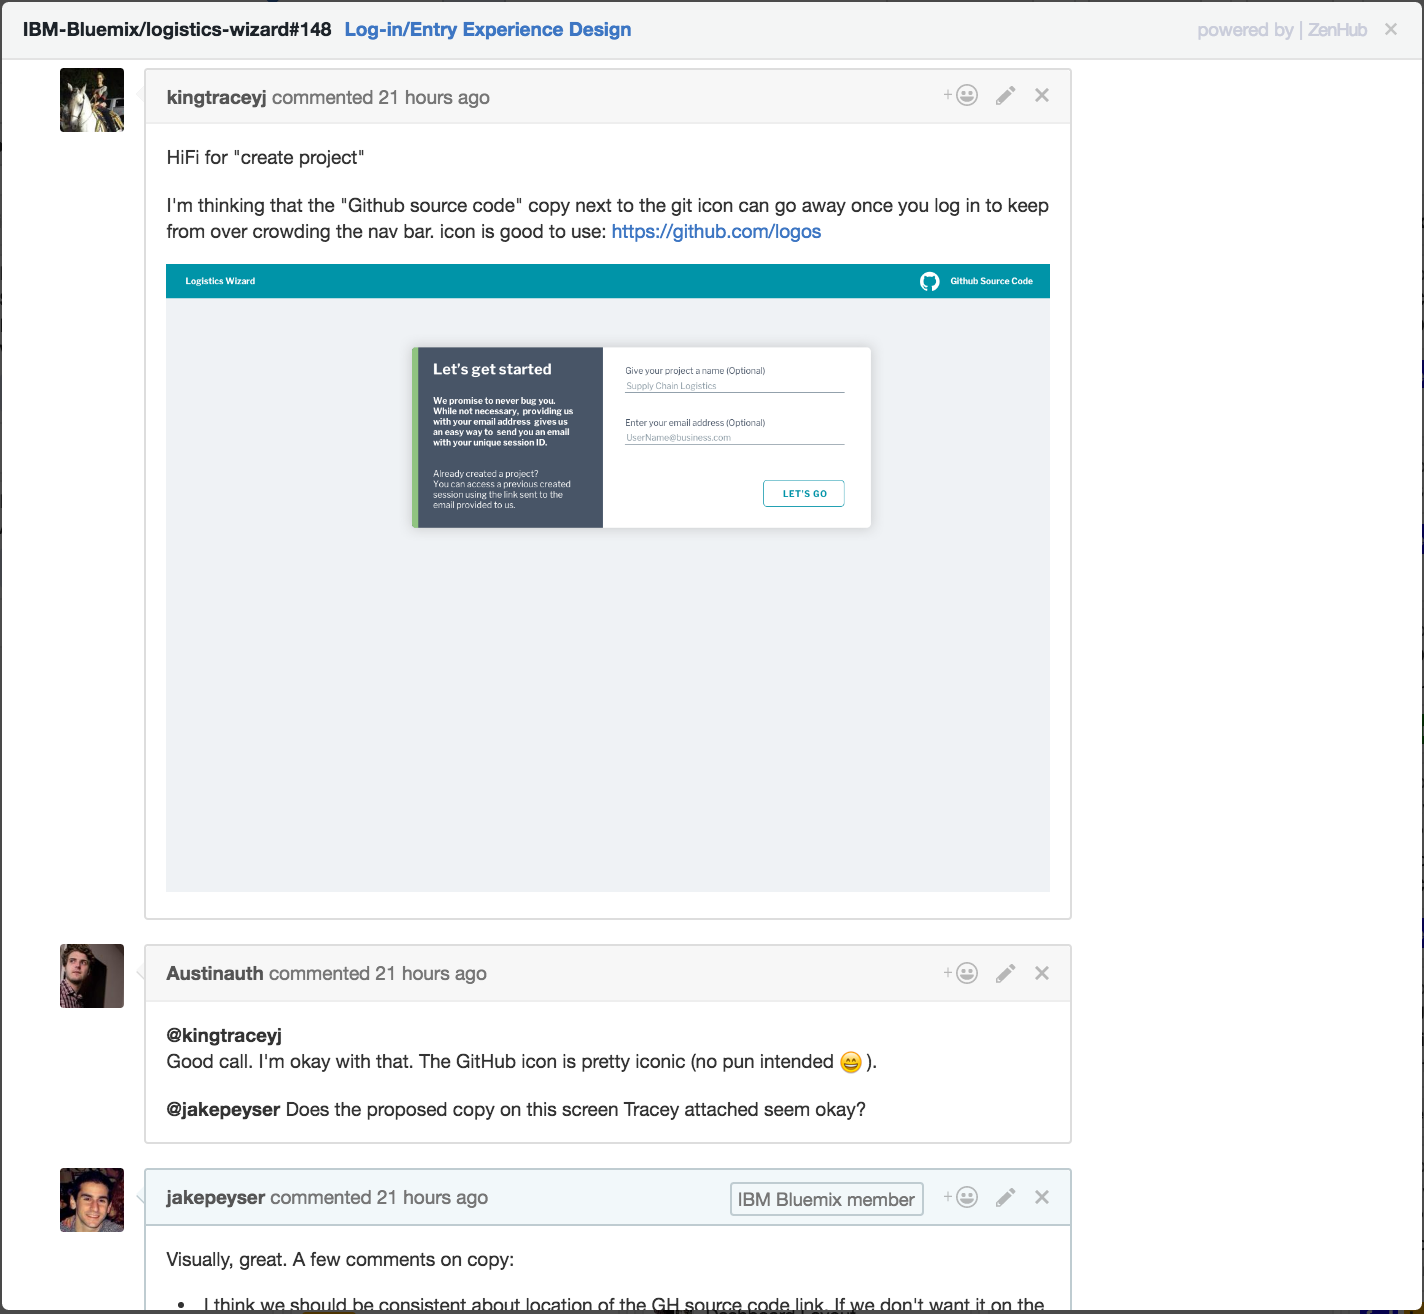 IBM-Bluemix/logistics-wizard#148 Log-in/Entry Experience Design powered by | ZenHub ×
kingtraceyj commented 21 hours ago
HiFi for "create project"
I'm thinking that the "Github source code" copy next to the git icon can go away once you log in to keep
from over crowding the nav bar. icon is good to use: https://github.com/logos
Logistics Wizard Github Source Code
Let's get started
We promise to never bug you.
While not necessary, providing us
with your email address gives us
an easy way to send you an email
with your unique session ID.
Already created a project?
You can access a previous created
session using the link sent to the
email provided to us.
Give your project a name (Optional)
Supply Chain Logistics
Enter your email address (Optional)
UserName@business.com
LET'S GO
Austinauth commented 21 hours ago
@kingtraceyj
Good call. I'm okay with that. The GitHub icon is pretty iconic (no pun intended 😄 ).
@jakepeyser Does the proposed copy on this screen Tracey attached seem okay?
jakepeyser commented 21 hours ago IBM Bluemix member
Visually, great. A few comments on copy:
• I think we should be consistent about location of the GH source code link. If we don't want it on the